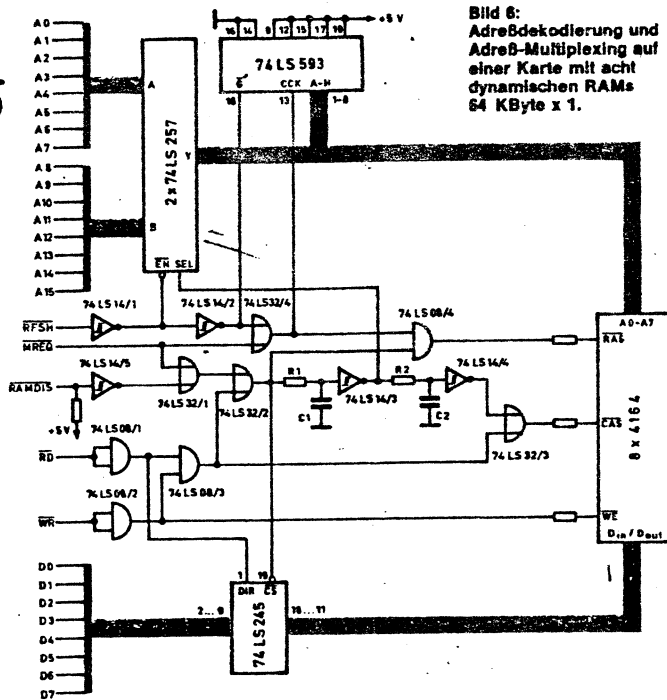 Bild 6:
Adreßdekodierung und
Adreß-Multiplexing auf
einer Karte mit acht
dynamischen RAMs
64 KByte x 1.
A0
A1
A2
A3
A4
A5
A6
A7
A8
A9
A10
A11
A12
A13
A14
A15
A
B
Y
2 x 74LS 257
EN SEL
16 14 9 12 15 17 19
+5 V
74 LS 593
G CCK A-H
18 13 1-8
74 LS 14/1
74 LS 14/2
74 LS32/4
74 LS 08/4
RFSH
MREQ
74 LS 14/5
RAMDIS
+5V
74 LS 32/1
74 LS 32/2
R1
C1
74 LS 14/3
R2
C2
74 LS 14/4
74 LS 32/3
74 LS 08/1
RD
74 LS 08/2
74 LS 08/3
WR
A0-A7
RAS
CAS
WE
8 x 4164
Din / Dout
1 19
DIR CS
2...9
18...11
74 LS 245
D0
D1
D2
D3
D4
D5
D6
D7